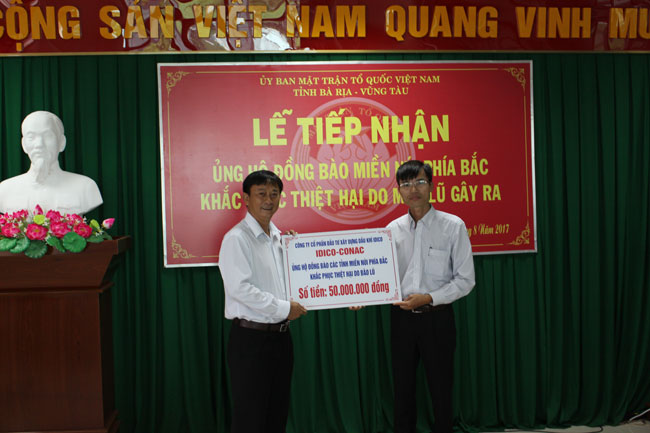 CỘNG SẢN VIỆT NAM QUANG VINH MU
ỦY BAN MẶT TRẬN TỔ QUỐC VIỆT NAM
TỈNH BÀ RỊA - VŨNG TÀU
LỄ TIẾP NHẬN
ỦNG HỘ ĐỒNG BÀO MIỀN NÚI PHÍA BẮC
KHẮC THIỆT HẠI DO LŨ GÂY RA
8/Năm 2017
CÔNG TY CỔ PHẦN ĐẦU TƯ XÂY DỰNG DẦU KHÍ IDICO
IDICO-CONAC
ỦNG HỘ ĐỒNG BÀO CÁC TỈNH MIỀN NÚI PHÍA BẮC
KHẮC PHỤC THIỆT HẠI DO BÃO LŨ
Số tiền: 50.000.000 đồng